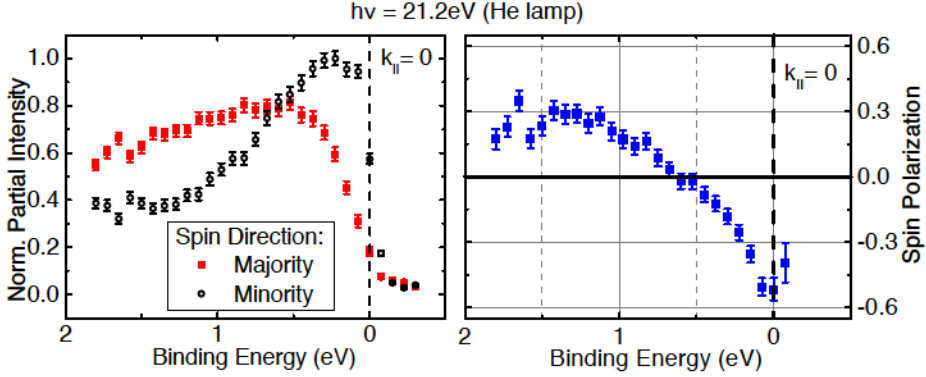 hν = 21.2eV (He lamp)
Norm. Partial Intensity
1.0
0.8
0.6
0.4
0.2
0.0
k_II = 0
Spin Direction:
Majority
Minority
2 1 0
Binding Energy (eV)
k_II = 0
0.6
0.3
0.0
-0.3
-0.6
Spin Polarization
2 1 0
Binding Energy (eV)